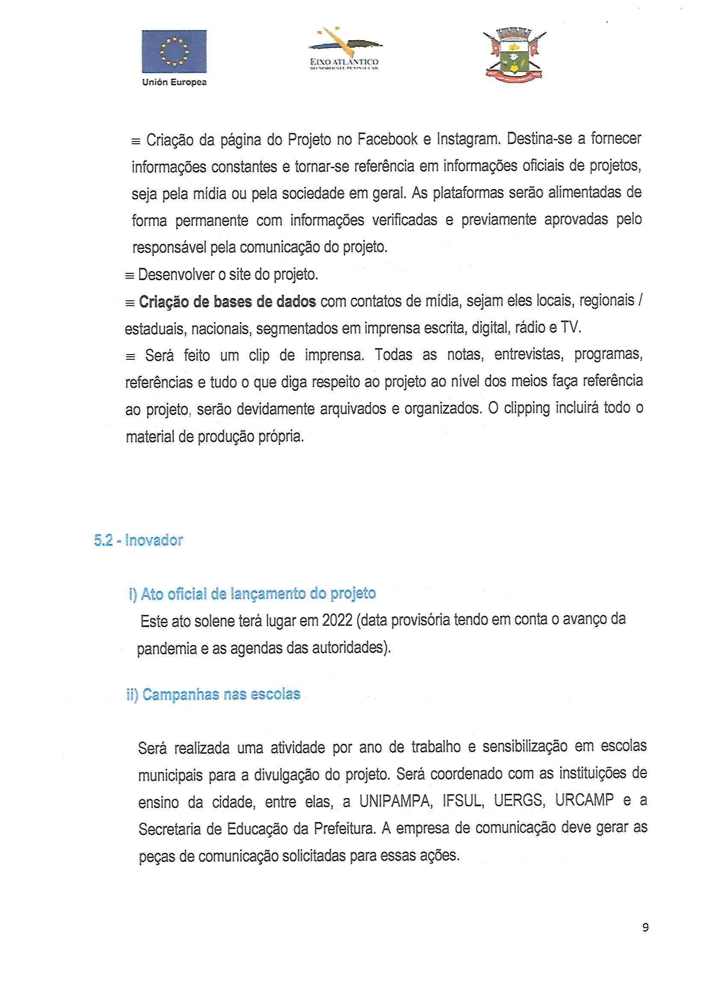 Unión Europea
EIXO ATLÁNTICO
DO NOROESTE PENINSULAR
≡ Criação da página do Projeto no Facebook e Instagram. Destina-se a fornecer
informações constantes e tornar-se referência em informações oficiais de projetos,
seja pela mídia ou pela sociedade em geral. As plataformas serão alimentadas de
forma permanente com informações verificadas e previamente aprovadas pelo
responsável pela comunicação do projeto.
≡ Desenvolver o site do projeto.
≡ Criação de bases de dados com contatos de mídia, sejam eles locais, regionais /
estaduais, nacionais, segmentados em imprensa escrita, digital, rádio e TV.
≡ Será feito um clip de imprensa. Todas as notas, entrevistas, programas,
referências e tudo o que diga respeito ao projeto ao nível dos meios faça referência
ao projeto, serão devidamente arquivados e organizados. O clipping incluirá todo o
material de produção própria.
5.2 - Inovador
i) Ato oficial de lançamento do projeto
Este ato solene terá lugar em 2022 (data provisória tendo em conta o avanço da
pandemia e as agendas das autoridades).
ii) Campanhas nas escolas
Será realizada uma atividade por ano de trabalho e sensibilização em escolas
municipais para a divulgação do projeto. Será coordenado com as instituições de
ensino da cidade, entre elas, a UNIPAMPA, IFSUL, UERGS, URCAMP e a
Secretaria de Educação da Prefeitura. A empresa de comunicação deve gerar as
peças de comunicação solicitadas para essas ações.
9